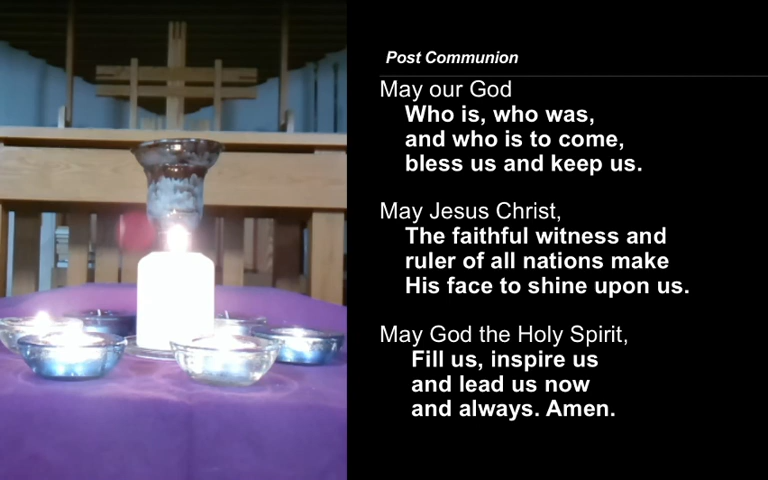 Post Communion
May our God
Who is, who was,
and who is to come,
bless us and keep us.
May Jesus Christ,
The faithful witness and
ruler of all nations make
His face to shine upon us.
May God the Holy Spirit,
Fill us, inspire us
and lead us now
and always. Amen.